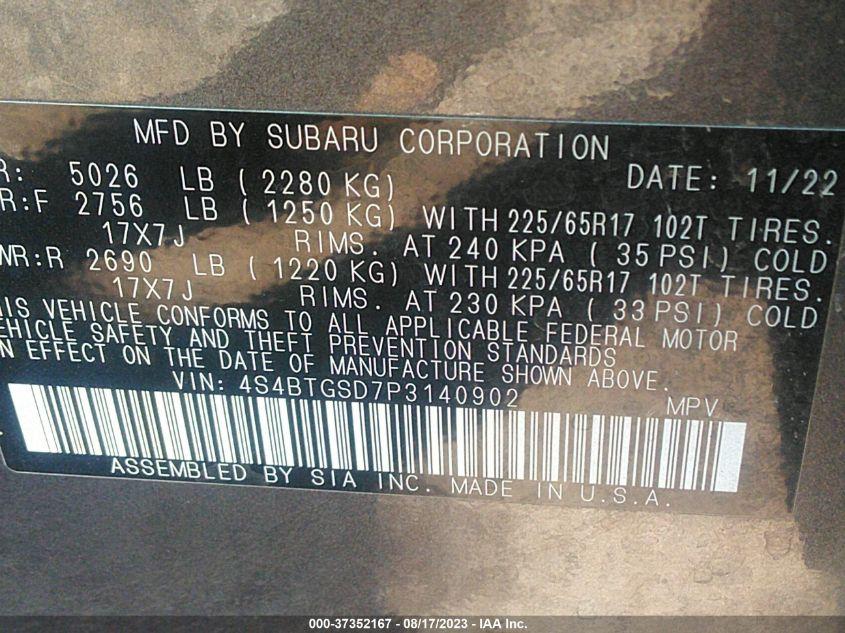 MFD BY SUBARU CORPORATION
R: 5026 LB ( 2280 KG) DATE: 11/22
R:F 2756 LB ( 1250 KG) WITH 225/65R17 102T TIRES.
17X7J RIMS. AT 240 KPA ( 35 PSI) COLD
WR:R 2690 LB ( 1220 KG) WITH 225/65R17 102T TIRES.
17X7J RIMS. AT 230 KPA ( 33 PSI) COLD
IS VEHICLE CONFORMS TO ALL APPLICABLE FEDERAL MOTOR
EHICLE SAFETY AND THEFT PREVENTION STANDARDS
N EFFECT ON THE DATE OF MANUFACTURE SHOWN ABOVE.
VIN: 4S4BTGSD7P3140902 MPV
ASSEMBLED BY SIA INC. MADE IN U.S.A.
000-37352167 - 08/17/2023 - IAA Inc.